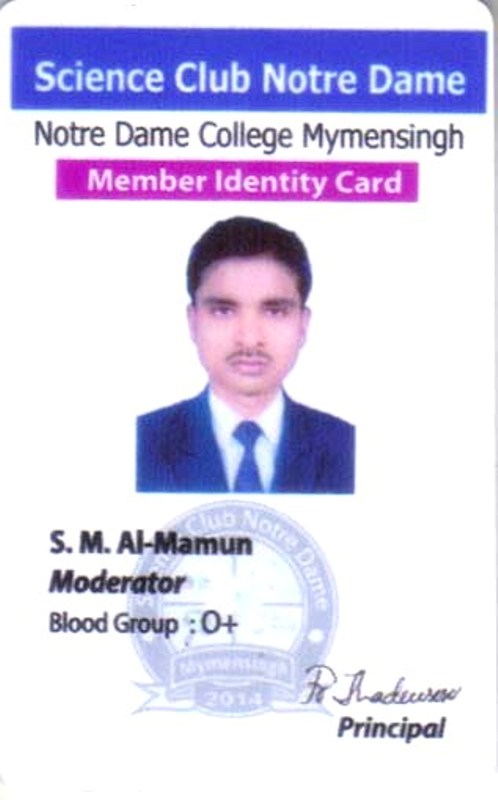 Science Club Notre Dame
Notre Dame College Mymensingh
Member Identity Card
Science Club Notre Dame
S. M. Al-Mamun
Moderator
Blood Group : O+
Mymensingh
2014
Principal